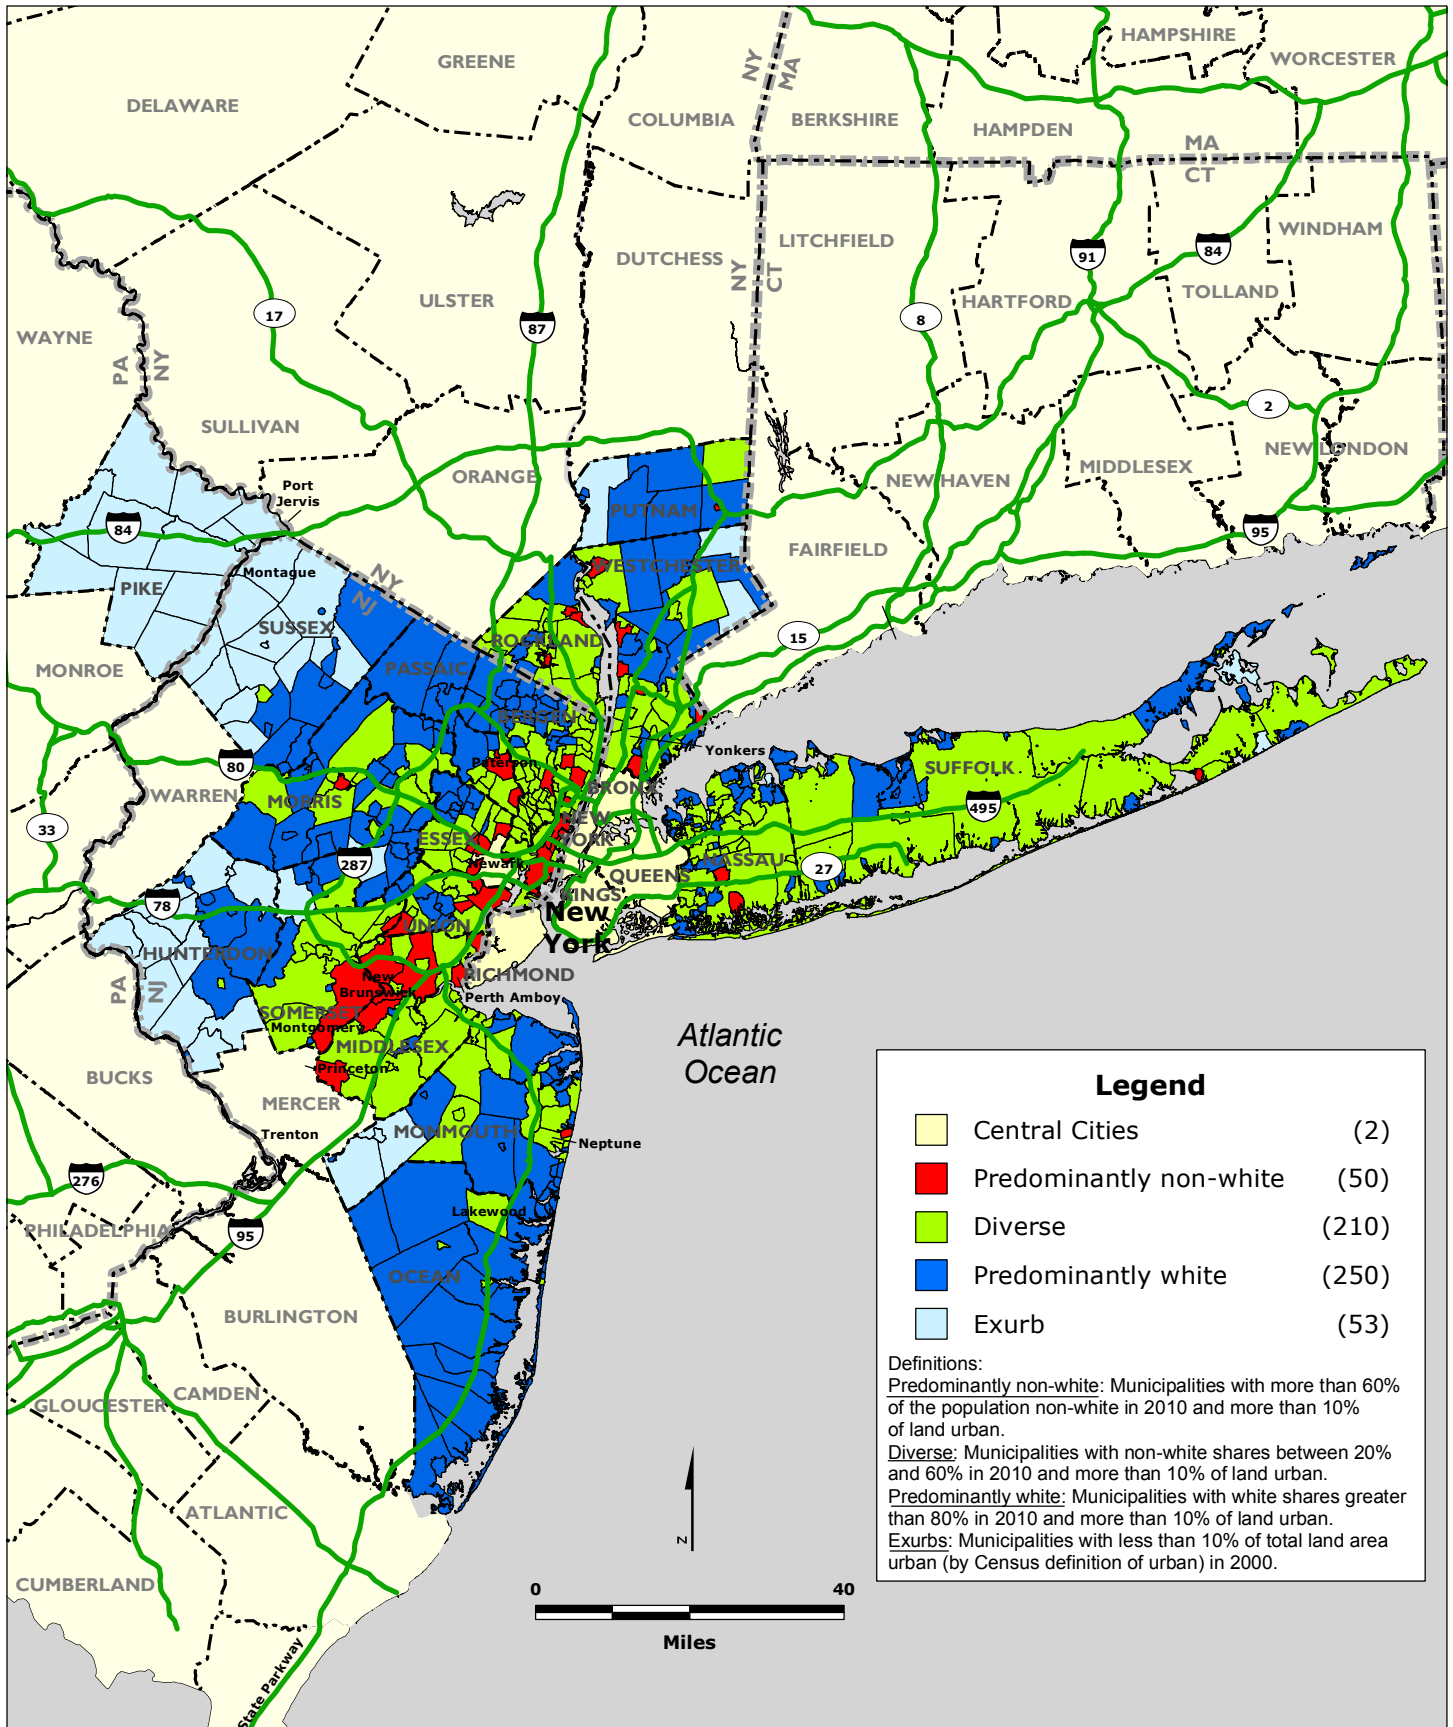 HAMPSHIRE
GREENE
WORCESTER
NY
MA
DELAWARE
COLUMBIA
BERKSHIRE
HAMPDEN
MA
CT
WINDHAM
LITCHFIELD
DUTCHESS
NY
CT
91
84
TOLLAND
ULSTER
HARTFORD
17
8
87
WAYNE
PA
NY
2
SULLIVAN
NEW LONDON
MIDDLESEX
ORANGE
NEW HAVEN
Port
Jervis
PUTNAM
84
95
FAIRFIELD
WESTCHESTER
NY
NJ
Montague
PIKE
SUSSEX
15
ROCKLAND
MONROE
PASSAIC
BERGEN
Yonkers
80
Paterson
SUFFOLK
BRONX
WARREN
MORRIS
495
33
NEW
YORK
ESSEX
287
Newark
NASSAU
27
QUEENS
KINGS
78
New
York
UNION
HUNTERDON
RICHMOND
New
Brunswick
PA
NJ
Perth Amboy
SOMERSET
Montgomery
MIDDLESEX
Atlantic
Ocean
Princeton
BUCKS
MERCER
Trenton
MONMOUTH
Neptune
276
Lakewood
PHILADELPHIA
95
OCEAN
BURLINGTON
CAMDEN
GLOUCESTER
ATLANTIC
CUMBERLAND
State Parkway
N
0 40
Miles
Legend
Central Cities (2)
Predominantly non-white (50)
Diverse (210)
Predominantly white (250)
Exurb (53)
Definitions:
Predominantly non-white: Municipalities with more than 60%
of the population non-white in 2010 and more than 10%
of land urban.
Diverse: Municipalities with non-white shares between 20%
and 60% in 2010 and more than 10% of land urban.
Predominantly white: Municipalities with white shares greater
than 80% in 2010 and more than 10% of land urban.
Exurbs: Municipalities with less than 10% of total land area
urban (by Census definition of urban) in 2000.